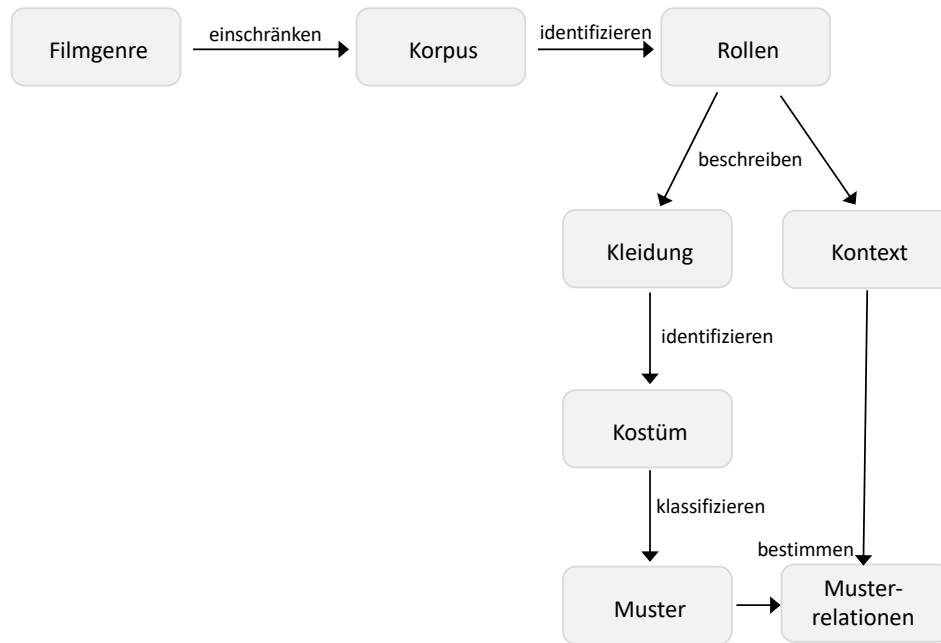 Filmgenre
einschränken
Korpus
identifizieren
Rollen
beschreiben
Kleidung
Kontext
identifizieren
Kostüm
klassifizieren
bestimmen
Muster
Muster-
relationen